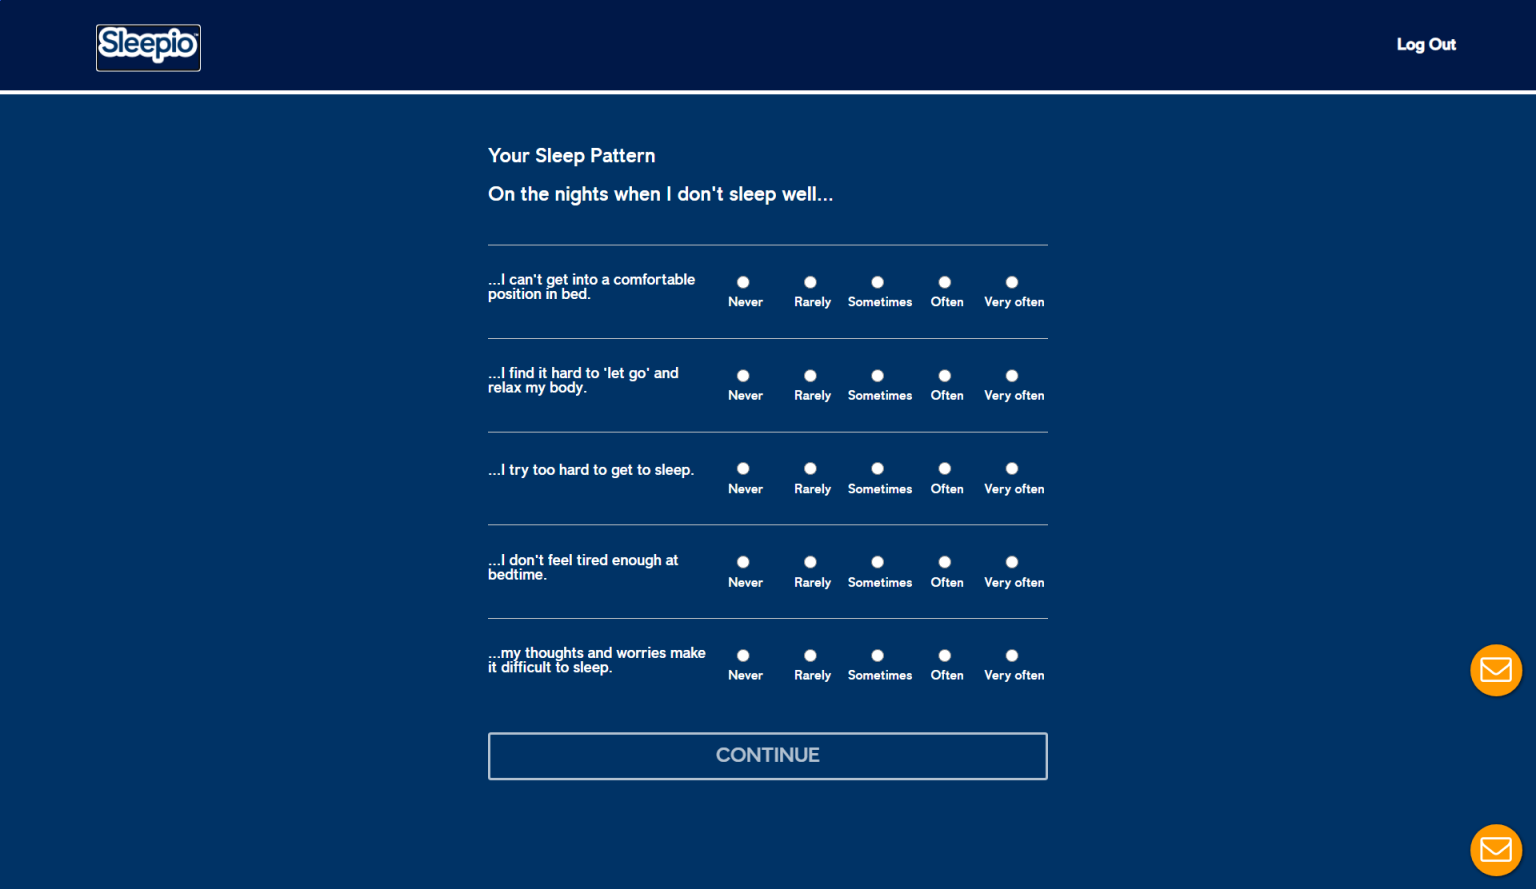 Sleepio™
Log Out
Your Sleep Pattern
On the nights when I don't sleep well...
...I can't get into a comfortable
position in bed.
Never Rarely Sometimes Often Very often
...I find it hard to 'let go' and
relax my body.
Never Rarely Sometimes Often Very often
...I try too hard to get to sleep.
Never Rarely Sometimes Often Very often
...I don't feel tired enough at
bedtime.
Never Rarely Sometimes Often Very often
...my thoughts and worries make
it difficult to sleep.
Never Rarely Sometimes Often Very often
CONTINUE